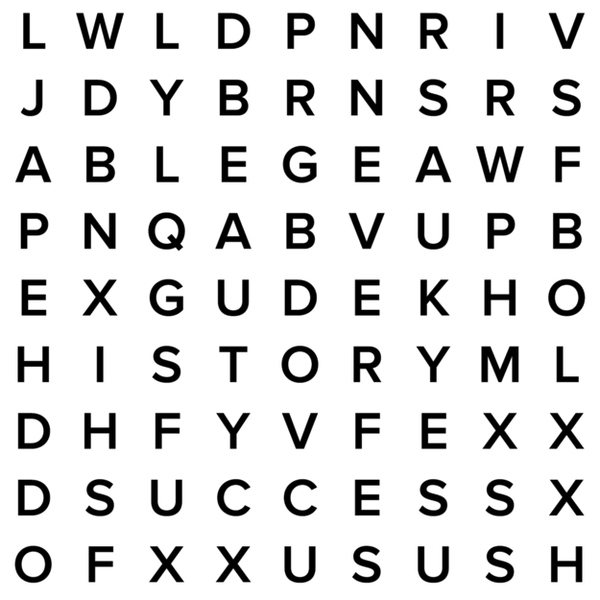 L W L D P N R I V
J D Y B R N S R S
A B L E G E A W F
P N Q A B V U P B
E X G U D E K H O
H I S T O R Y M L
D H F Y V F E X X
D S U C C E S S X
O F X X U S U S H